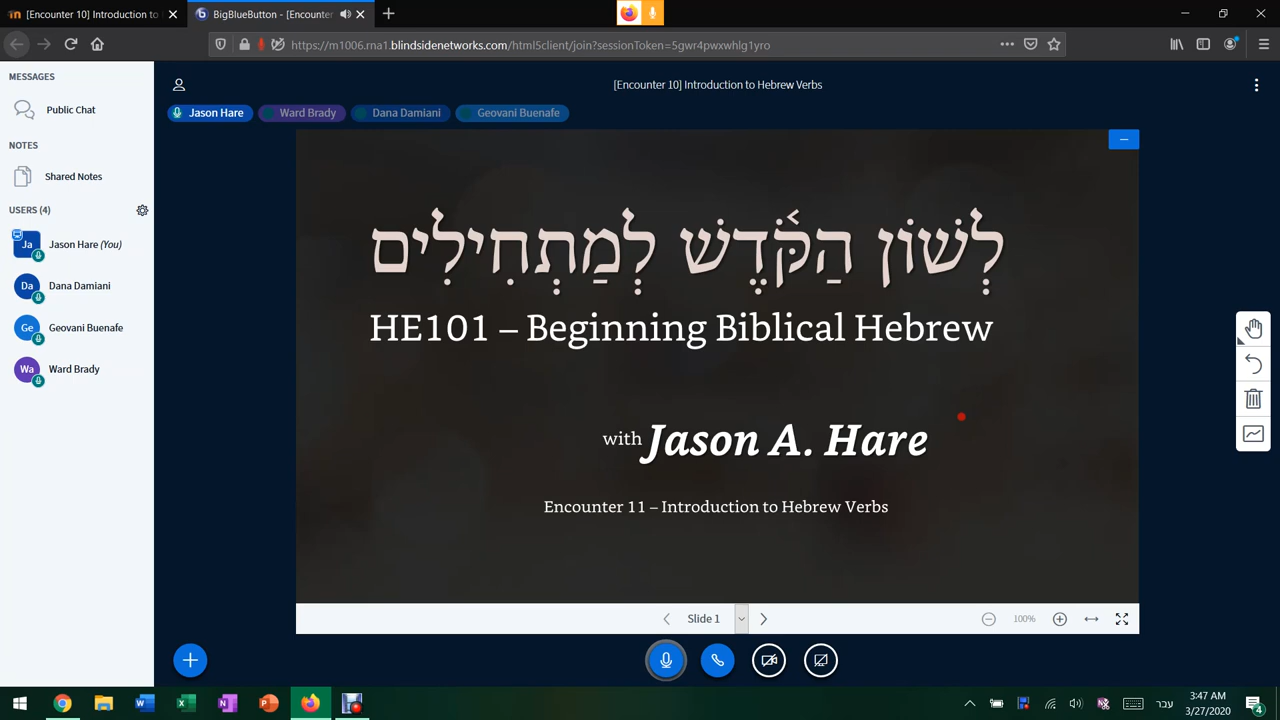 [Encounter 10] Introduction to
BigBlueButton - [Encounter
https://m1006.rna1.blindsidenetworks.com/html5client/join?sessionToken=5gwr4pwxwhlg1yro
MESSAGES
Public Chat
NOTES
Shared Notes
USERS (4)
Ja
Jason Hare (You)
Da
Dana Damiani
Ge
Geovani Buenafe
Wa
Ward Brady
[Encounter 10] Introduction to Hebrew Verbs
Jason Hare
Ward Brady
Dana Damiani
Geovani Buenafe
לְשׁוֹן הַקֹּ֫דֶשׁ לְמַתְחִילִים
HE101 – Beginning Biblical Hebrew
with Jason A. Hare
Encounter 11 – Introduction to Hebrew Verbs
Slide 1
100%
עבר
3:47 AM
3/27/2020
4